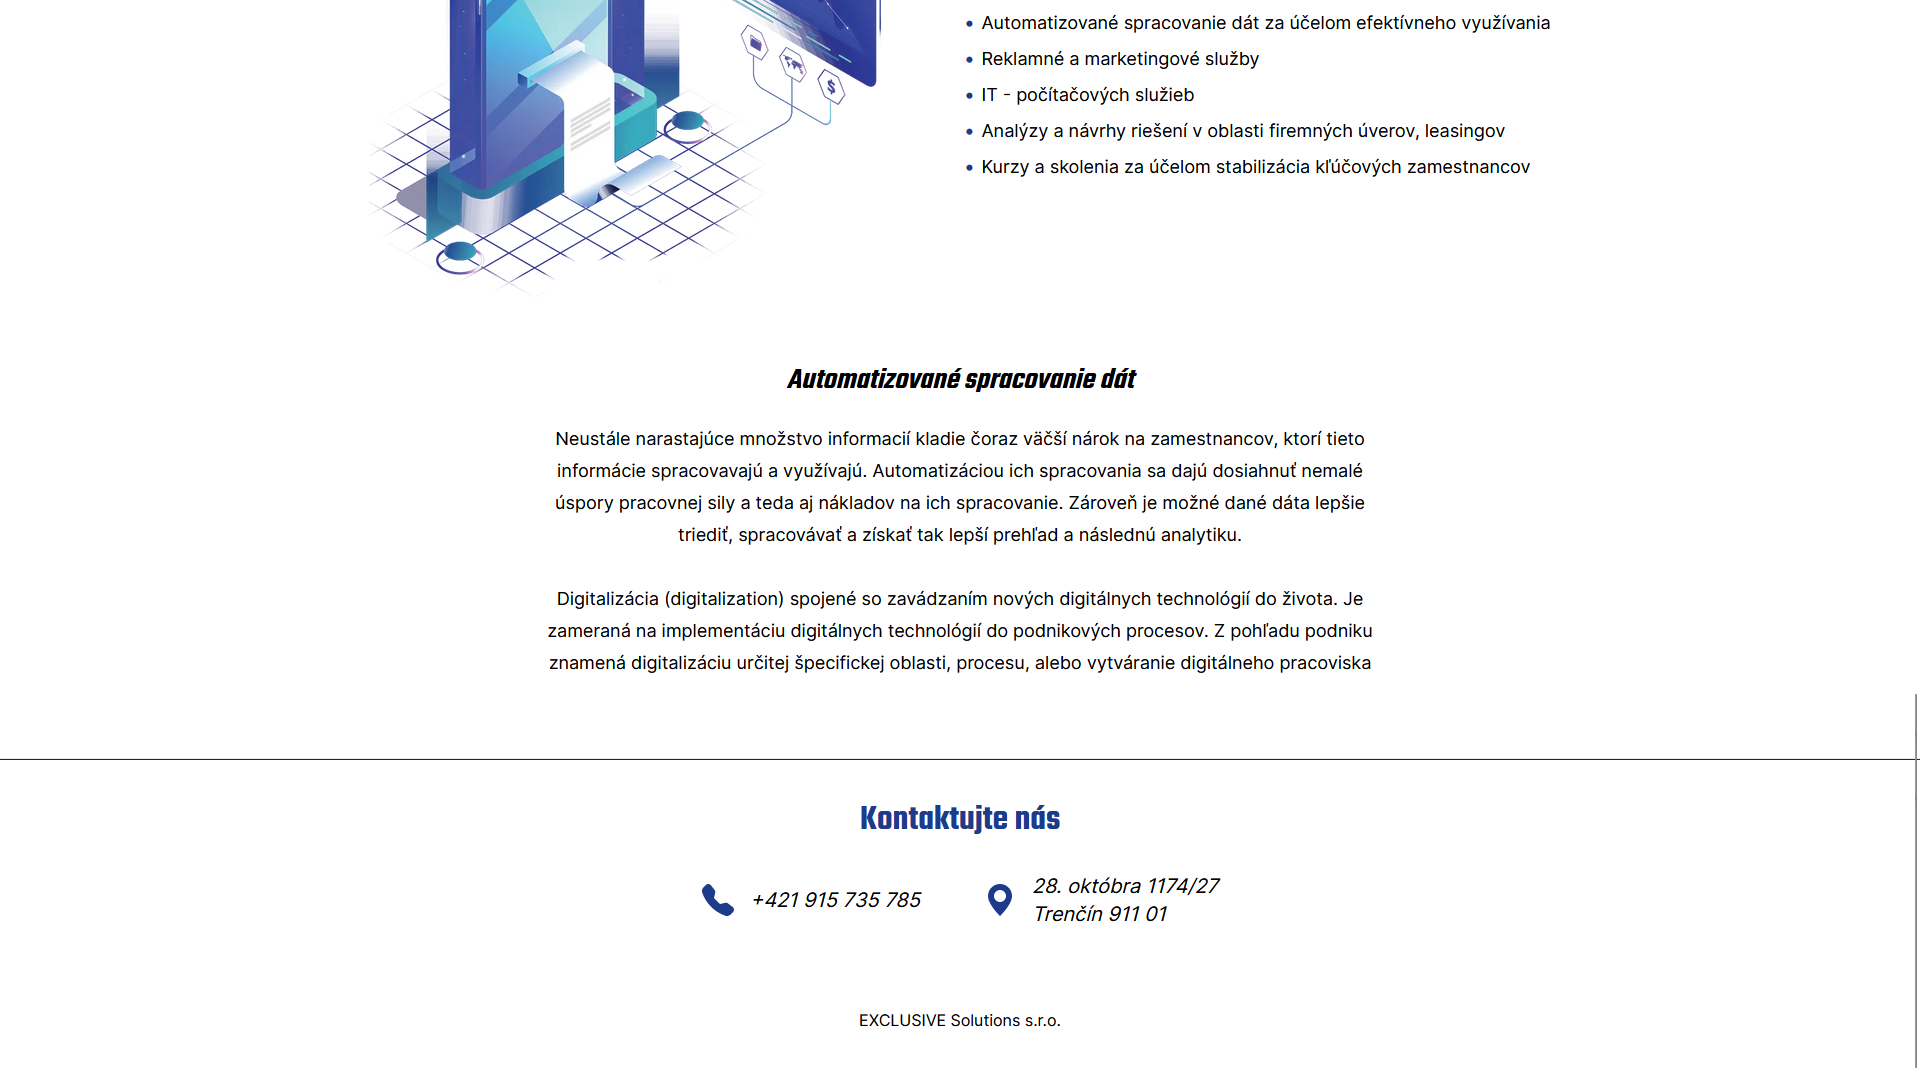 Automatizované spracovanie dát za účelom efektívneho využívania
Reklamné a marketingové služby
IT - počítačových služieb
Analýzy a návrhy riešení v oblasti firemných úverov, leasingov
Kurzy a skolenia za účelom stabilizácia kľúčových zamestnancov
Automatizované spracovanie dát
Neustále narastajúce množstvo informacií kladie čoraz väčší nárok na zamestnancov, ktorí tieto
informácie spracovavajú a využívajú. Automatizáciou ich spracovania sa dajú dosiahnuť nemalé
úspory pracovnej sily a teda aj nákladov na ich spracovanie. Zároveň je možné dané dáta lepšie
triediť, spracovávať a získať tak lepší prehľad a následnú analytiku.
Digitalizácia (digitalization) spojené so zavádzaním nových digitálnych technológií do života. Je
zameraná na implementáciu digitálnych technológií do podnikových procesov. Z pohľadu podniku
znamená digitalizáciu určitej špecifickej oblasti, procesu, alebo vytváranie digitálneho pracoviska
Kontaktujte nás
+421 915 735 785
28. októbra 1174/27
Trenčín 911 01
EXCLUSIVE Solutions s.r.o.